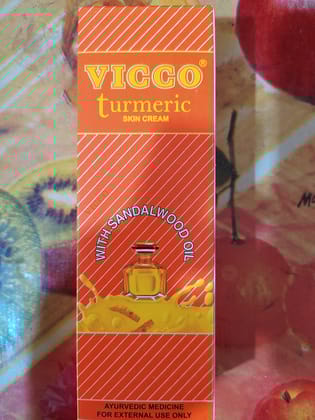 VICCO®
turmeric
SKIN CREAM
WITH SANDALWOOD OIL
AYURVEDIC MEDICINE
FOR EXTERNAL USE ONLY